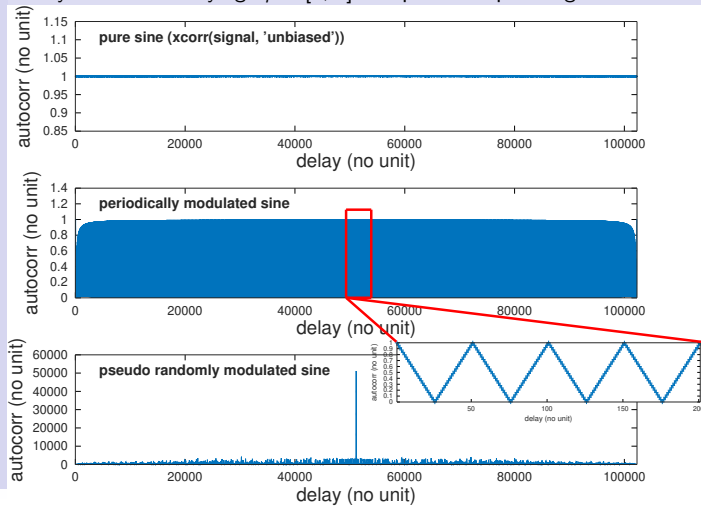 1.15
1.1
1.05
1
0.95
0.9
0.85
autocorr (no unit)
pure sine (xcorr(signal, 'unbiased'))
0 20000 40000 60000 80000 100000
delay (no unit)
1.4
1.2
1
0.8
0.6
0.4
0.2
0
autocorr (no unit)
periodically modulated sine
0 20000 40000 60000 80000 100000
delay (no unit)
60000
50000
40000
30000
20000
10000
0
autocorr (no unit)
pseudo randomly modulated sine
0 20000 40000 60000 80000 100000
delay (no unit)
1
0.9
0.8
0.7
0.6
0.5
0.4
0.3
0.2
0.1
0
autocorr (no unit)
50 100 150 200
delay (no unit)